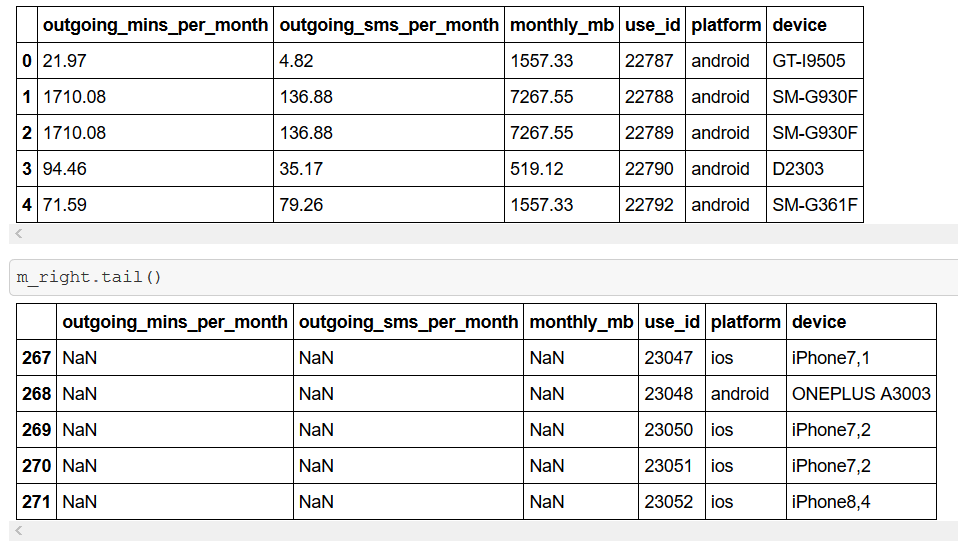 outgoing_mins_per_month outgoing_sms_per_month monthly_mb use_id platform device
0 21.97 4.82 1557.33 22787 android GT-I9505
1 1710.08 136.88 7267.55 22788 android SM-G930F
2 1710.08 136.88 7267.55 22789 android SM-G930F
3 94.46 35.17 519.12 22790 android D2303
4 71.59 79.26 1557.33 22792 android SM-G361F
m_right.tail()
outgoing_mins_per_month outgoing_sms_per_month monthly_mb use_id platform device
267 NaN NaN NaN 23047 ios iPhone7,1
268 NaN NaN NaN 23048 android ONEPLUS A3003
269 NaN NaN NaN 23050 ios iPhone7,2
270 NaN NaN NaN 23051 ios iPhone7,2
271 NaN NaN NaN 23052 ios iPhone8,4